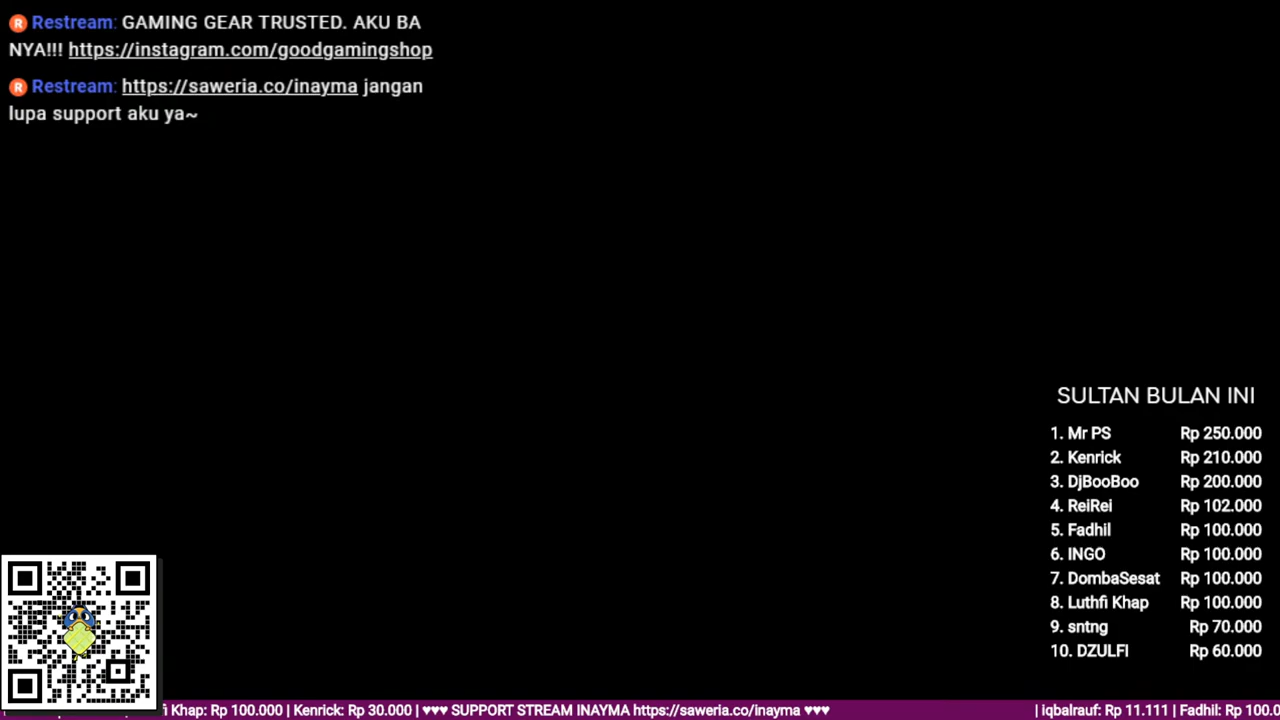 Restream: GAMING GEAR TRUSTED. AKU BA
NYA!!! https://instagram.com/goodgamingshop
Restream: https://saweria.co/inayma jangan
lupa support aku ya~
SULTAN BULAN INI
1. Mr PS Rp 250.000
2. Kenrick Rp 210.000
3. DjBooBoo Rp 200.000
4. ReiRei Rp 102.000
5. Fadhil Rp 100.000
6. INGO Rp 100.000
7. DombaSesat Rp 100.000
8. Luthfi Khap Rp 100.000
9. sntng Rp 70.000
10. DZULFI Rp 60.000
fi Khap: Rp 100.000 | Kenrick: Rp 30.000 | ♥♥♥ SUPPORT STREAM INAYMA https://saweria.co/inayma ♥♥♥ | iqbalrauf: Rp 11.111 | Fadhil: Rp 100.0